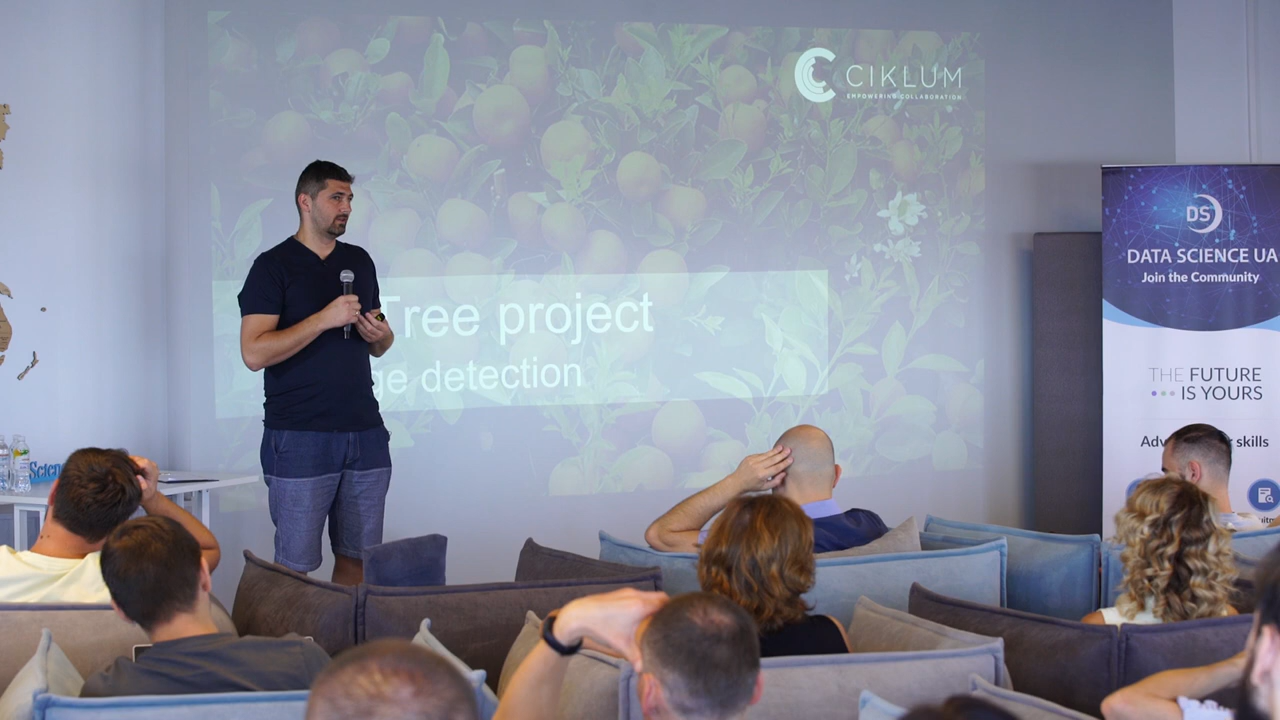 CIKLUM
EMPOWERING COLLABORATION
Tree project
ge detection
DS
DATA SCIENCE UA
Join the Community
THE FUTURE
IS YOURS
skills
Scien